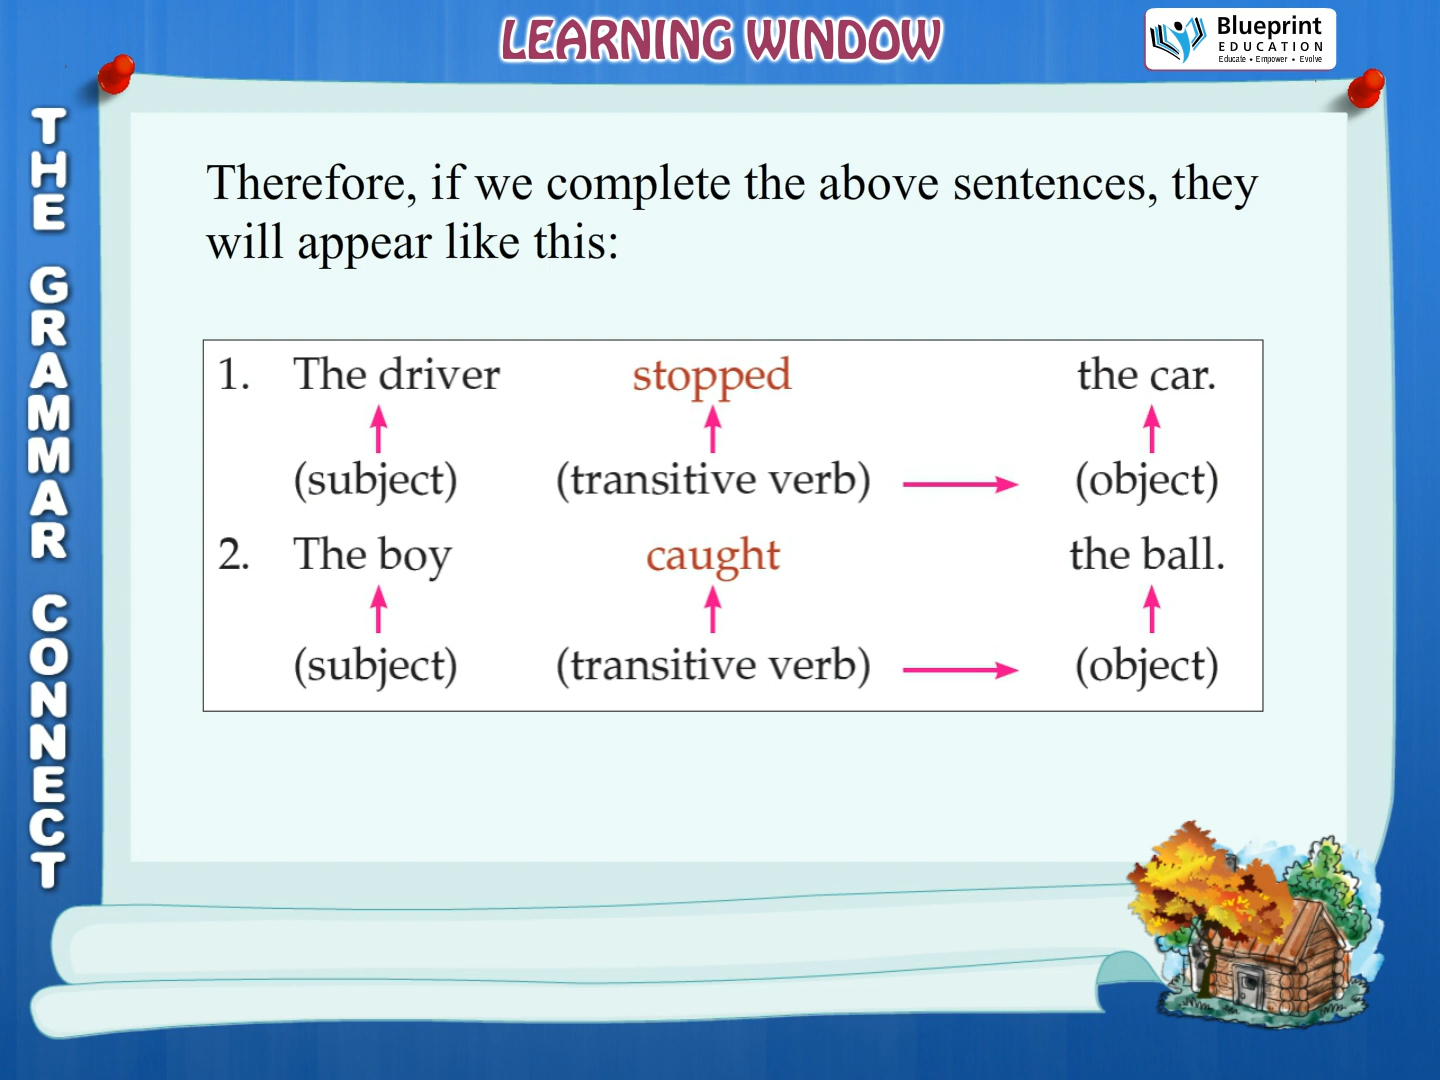 LEARNING WINDOW
Blueprint
EDUCATION
Educate • Empower • Evolve
THE GRAMMAR CONNECT
Therefore, if we complete the above sentences, they
will appear like this:
1. The driver stopped the car.
(subject) (transitive verb) (object)
2. The boy caught the ball.
(subject) (transitive verb) (object)